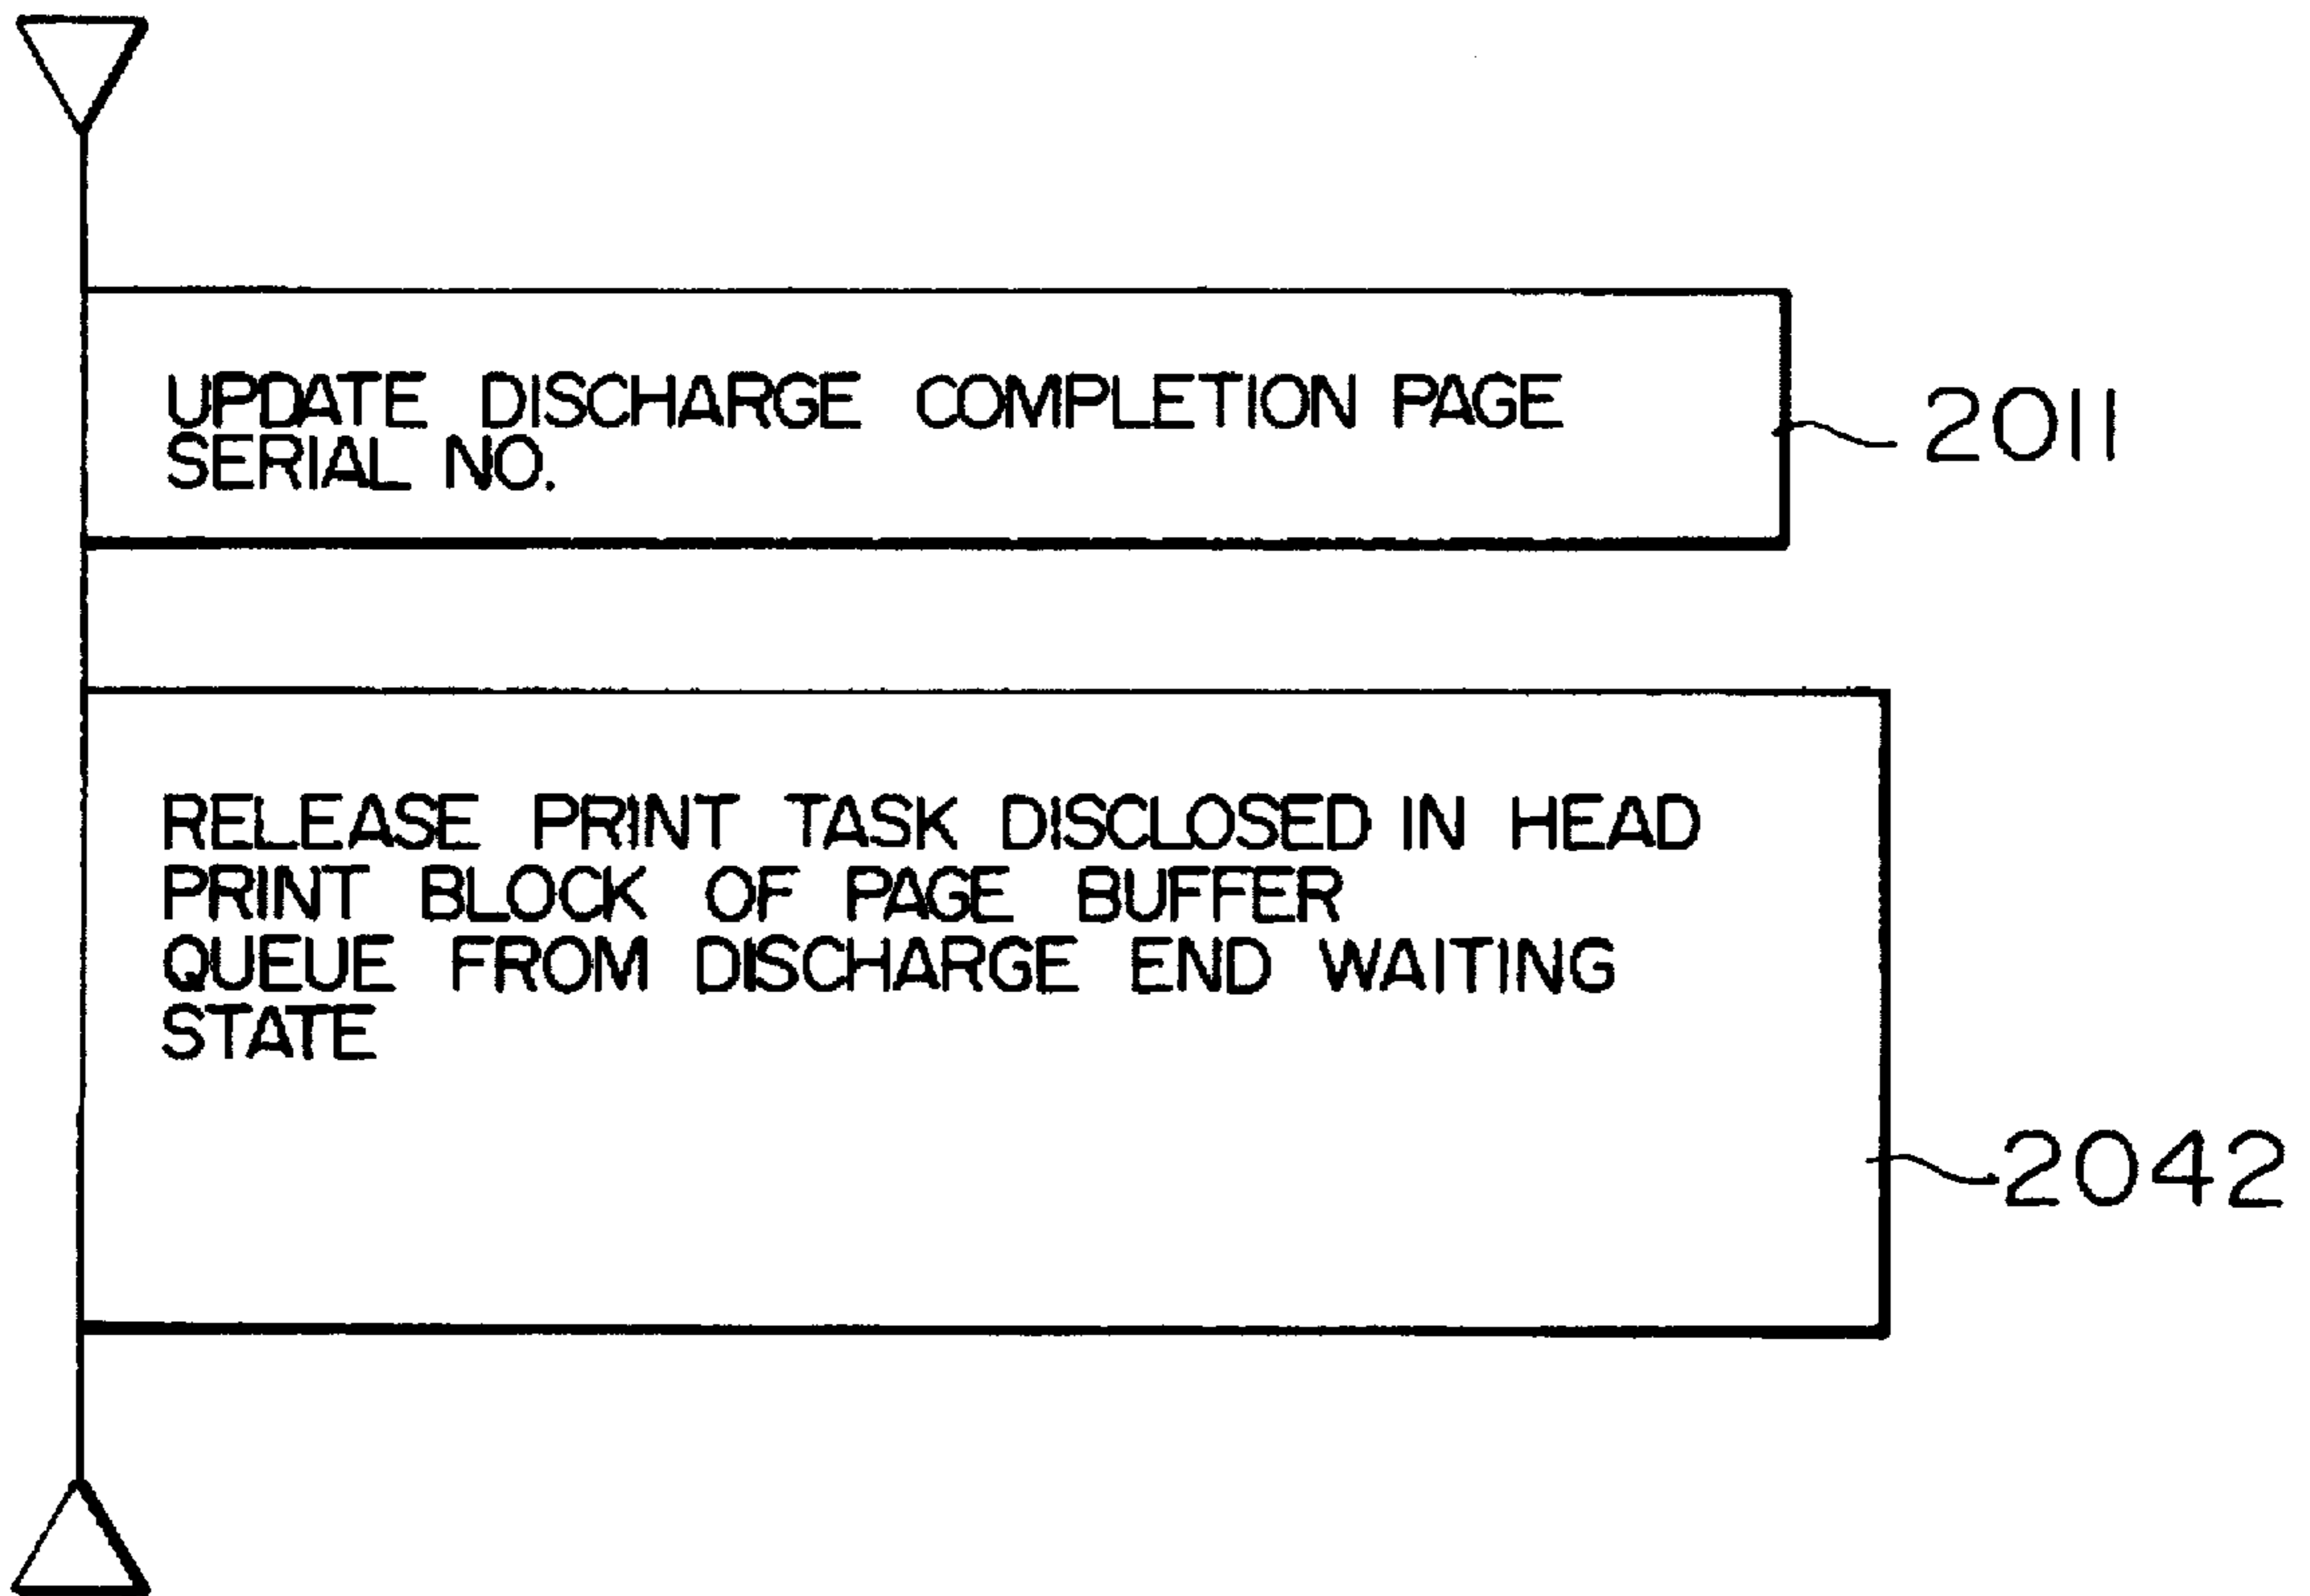 UPDATE DISCHARGE COMPLETION PAGE
SERIAL NO.
2011
RELEASE PRINT TASK DISCLOSED IN HEAD
PRINT BLOCK OF PAGE BUFFER
QUEUE FROM DISCHARGE END WAITING
STATE
2042